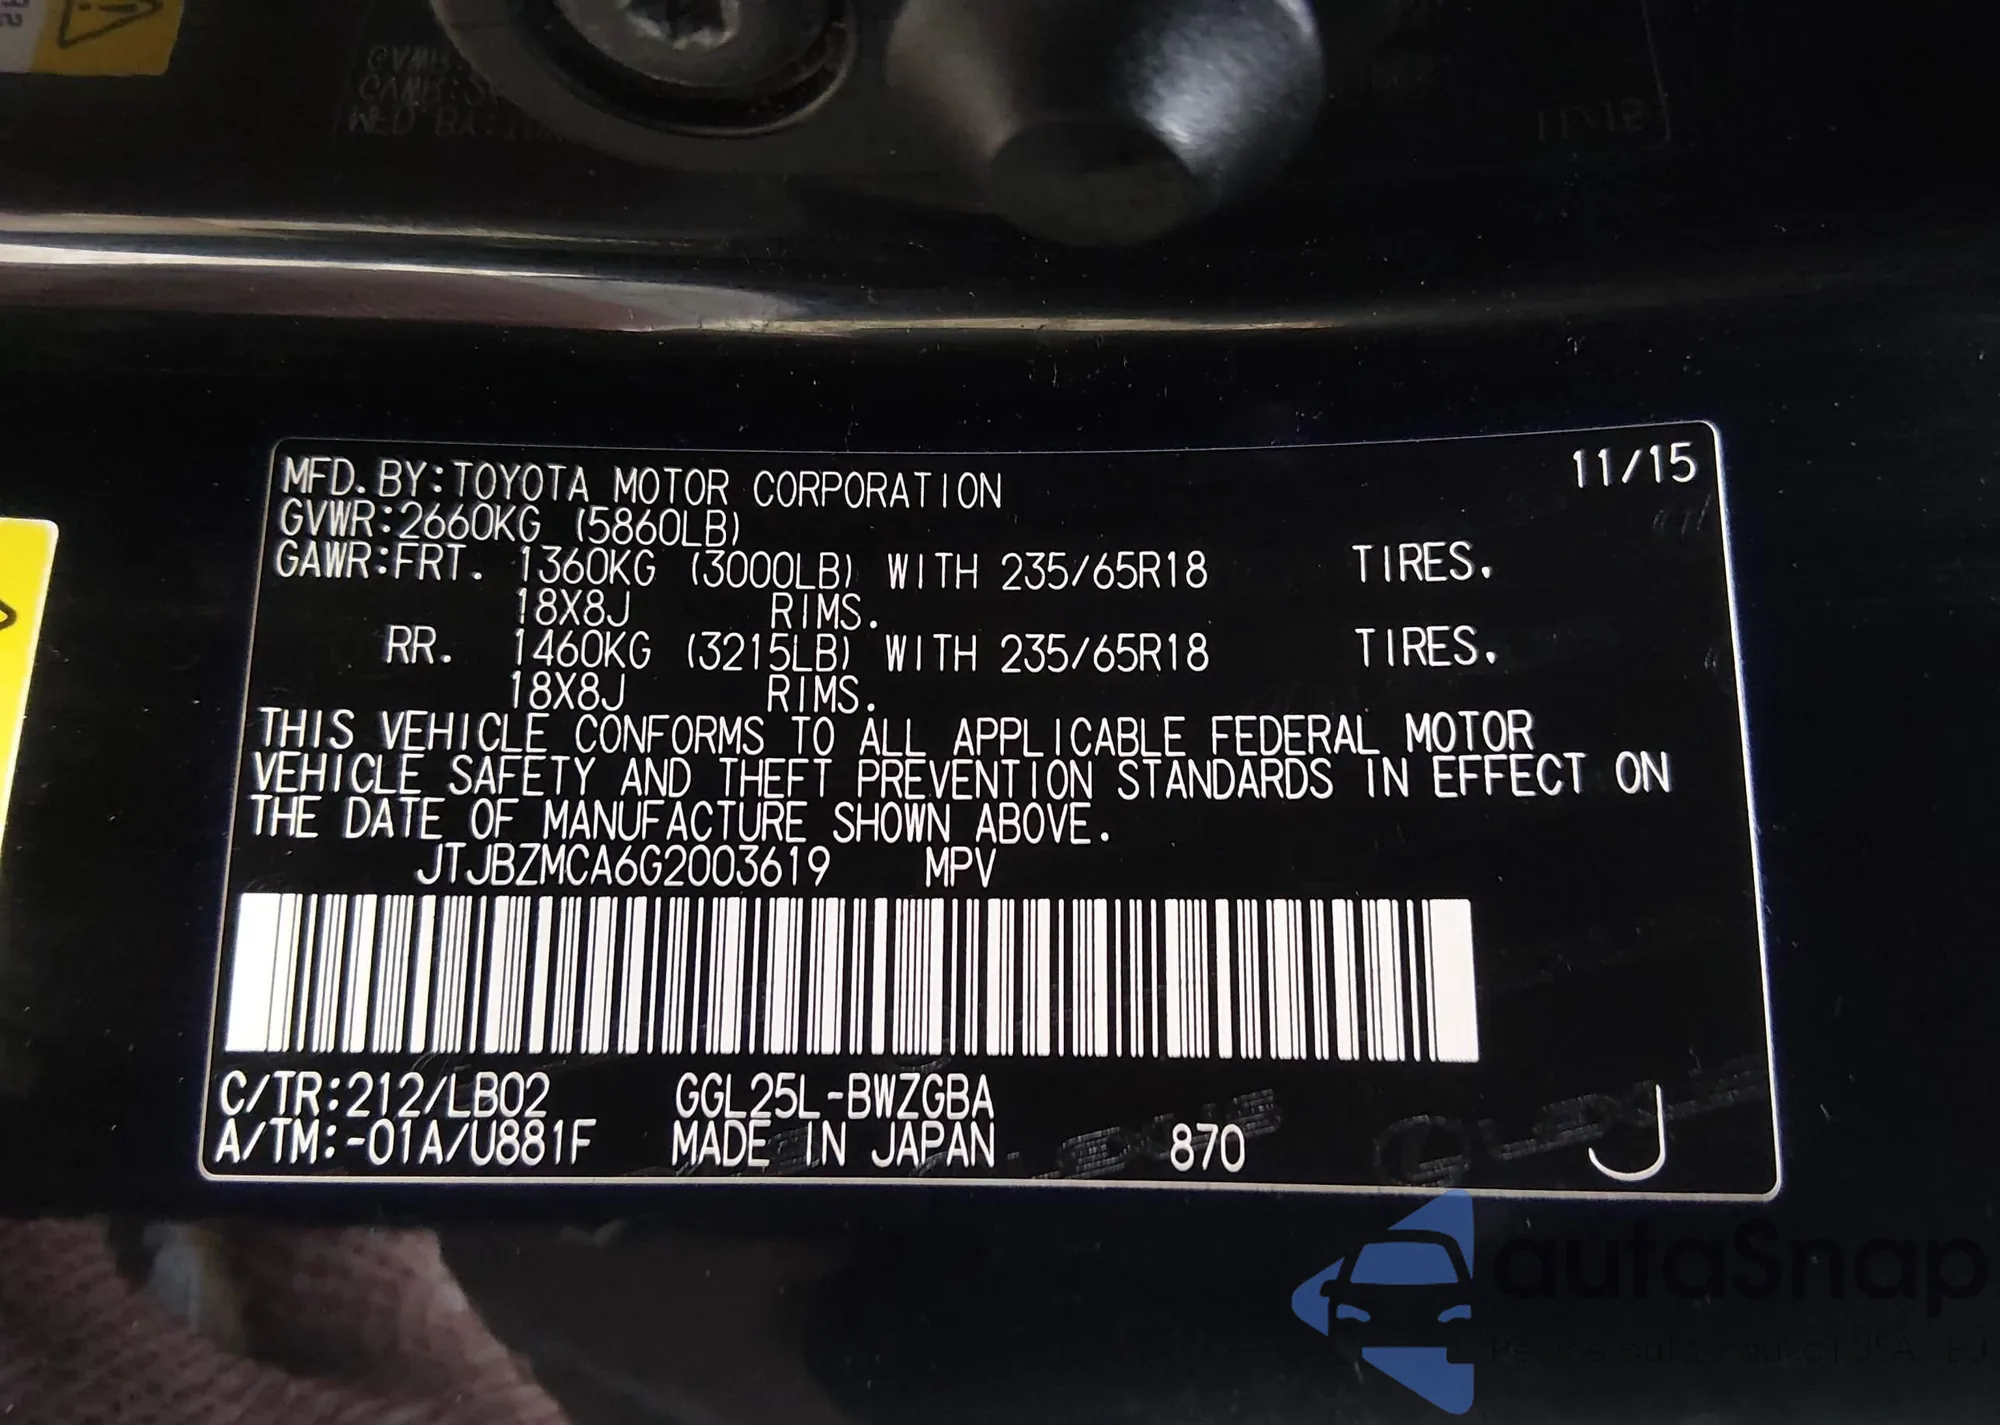 11/15
MFD.BY:TOYOTA MOTOR CORPORATION
GVWR:2660KG (5860LB)
GAWR:FRT. 1360KG (3000LB) WITH 235/65R18 TIRES.
18X8J RIMS.
RR. 1460KG (3215LB) WITH 235/65R18 TIRES.
18X8J RIMS.
THIS VEHICLE CONFORMS TO ALL APPLICABLE FEDERAL MOTOR
VEHICLE SAFETY AND THEFT PREVENTION STANDARDS IN EFFECT ON
THE DATE OF MANUFACTURE SHOWN ABOVE.
JTJBZMCA6G2003619 MPV
C/TR:212/LB02 GGL25L-BWZGBA
A/TM:-01A/U881F MADE IN JAPAN 870 J
autaSnap